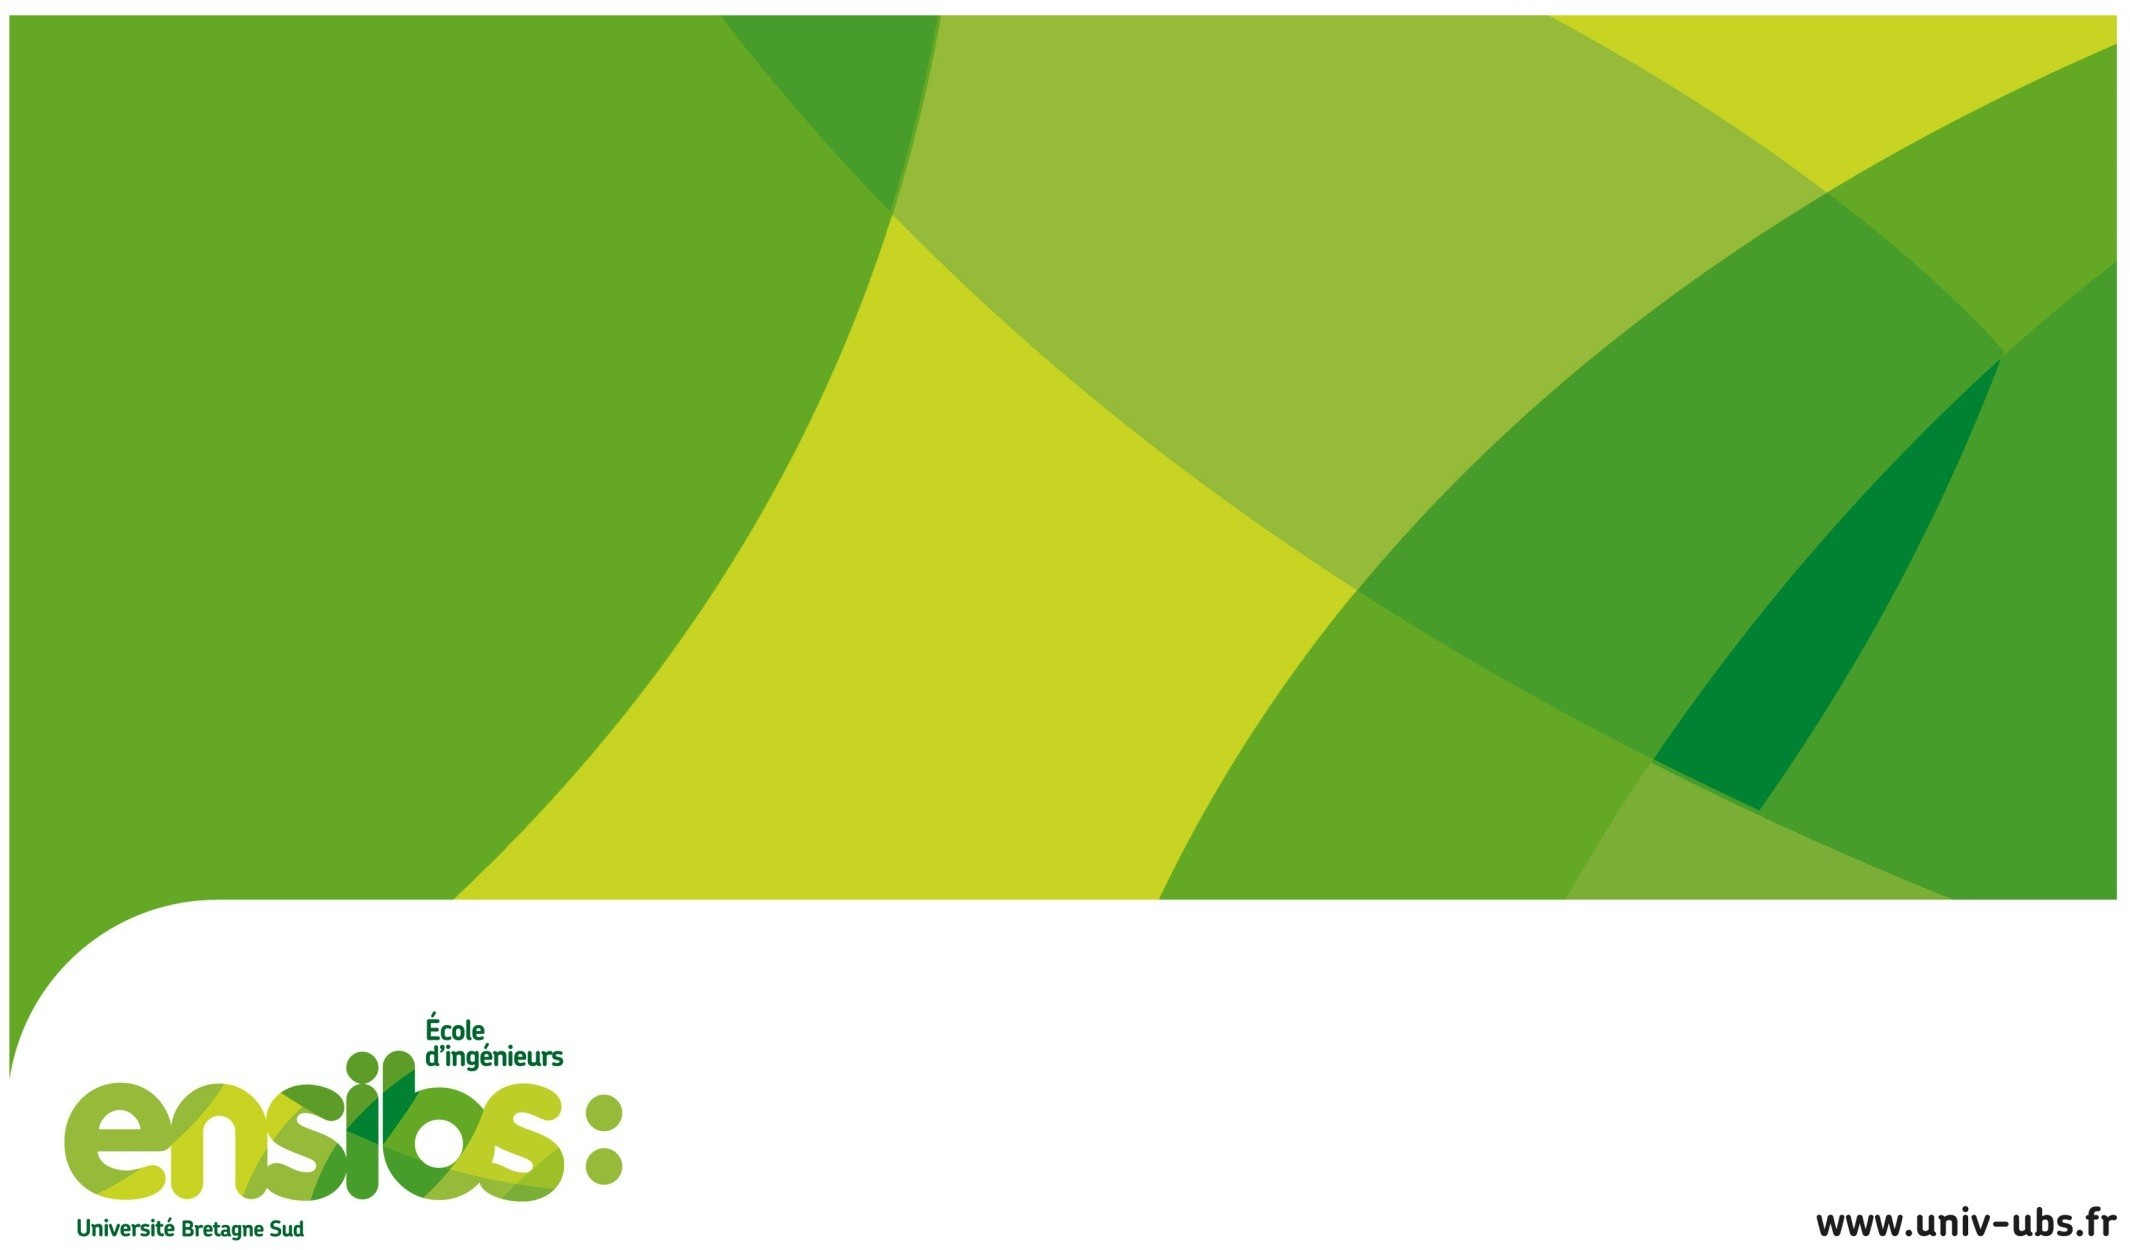 École
d'ingénieurs
ensibs:
Université Bretagne Sud
www.univ-ubs.fr